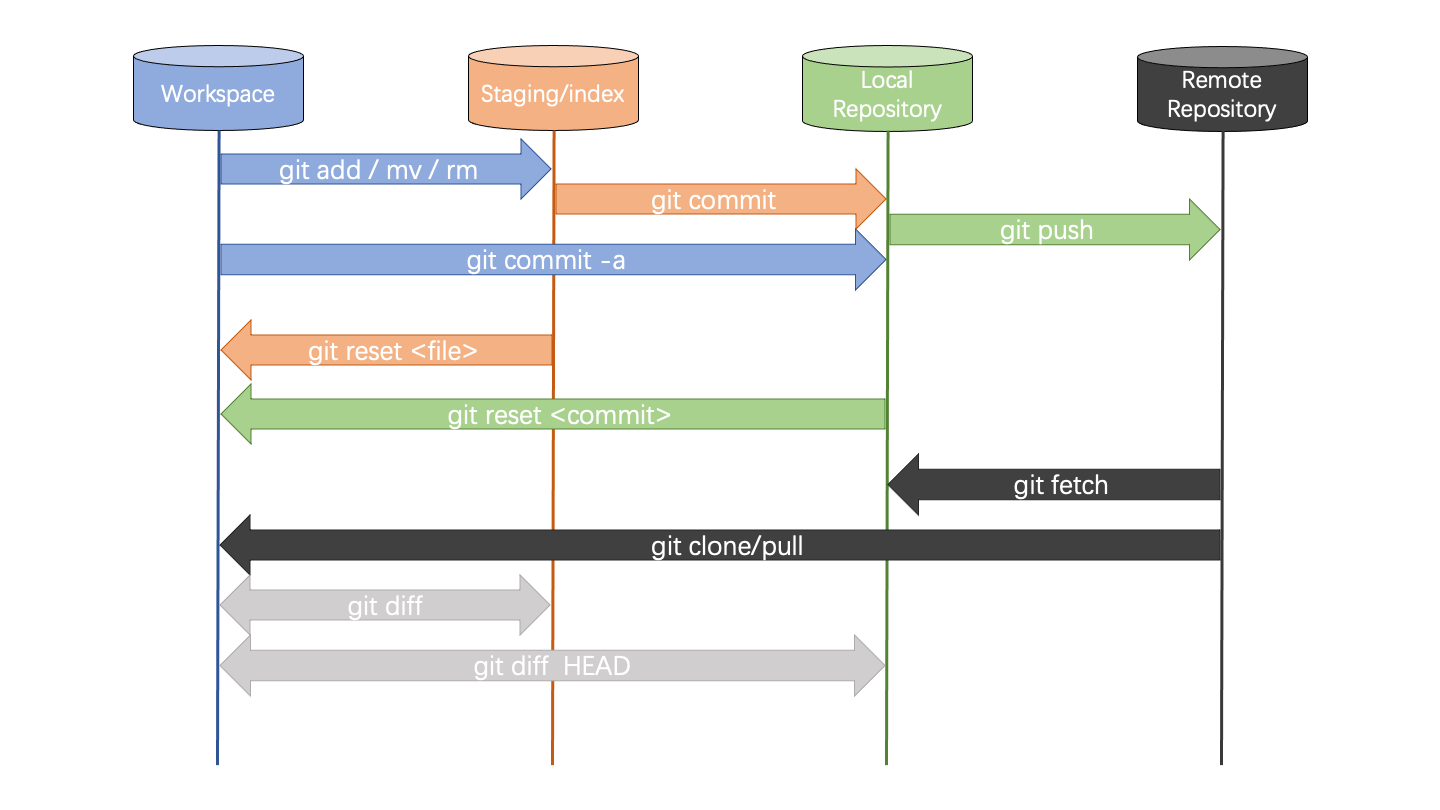 Workspace
Staging/index
Local
Repository
Remote
Repository
git add / mv / rm
git commit
git push
git commit -a
git reset <file>
git reset <commit>
git fetch
git clone/pull
git diff
git diff  HEAD